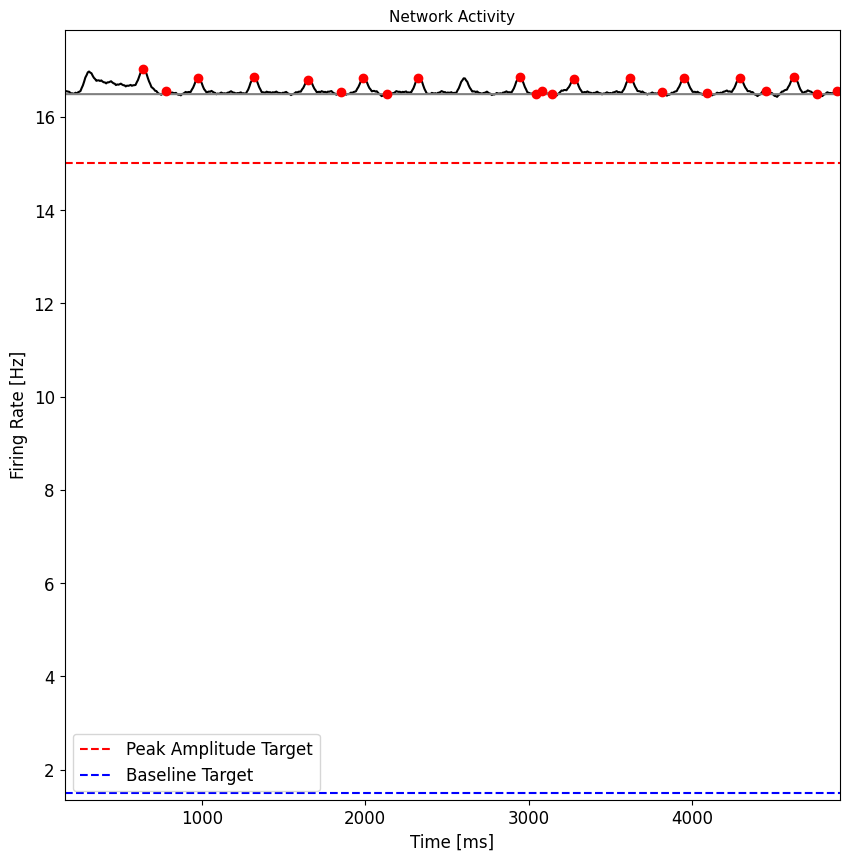 Network Activity
Firing Rate [Hz]
16
14
12
10
8
6
4
2
Peak Amplitude Target
Baseline Target
1000
2000
3000
4000
Time [ms]